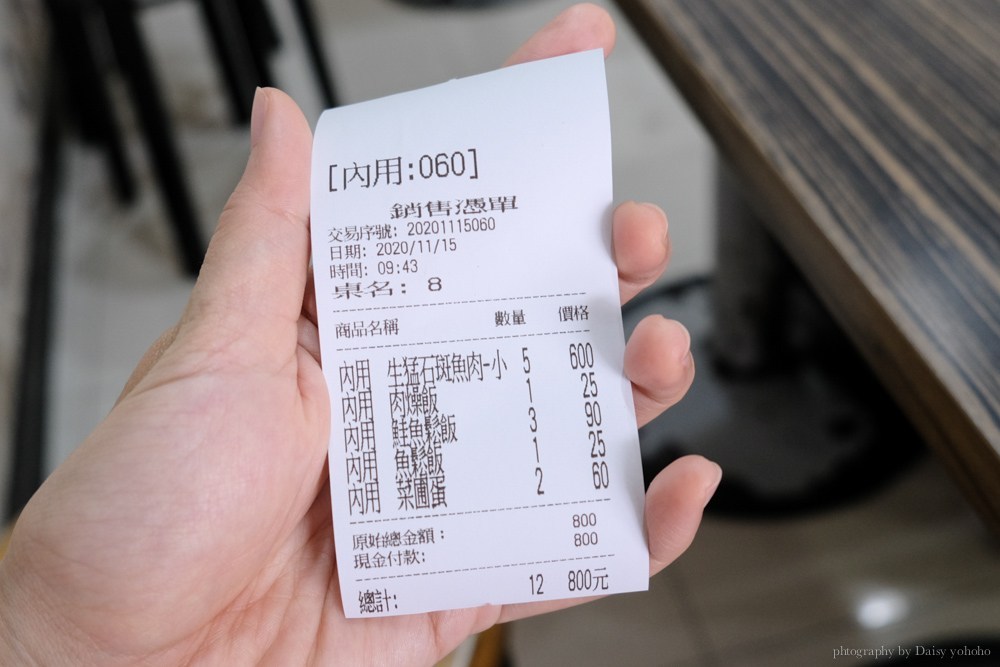 [內用:060]
銷售憑單
交易序號: 20201115060
日期: 2020/11/15
時間: 09:43
桌名: 8
商品名稱 數量 價格
內用 生猛石斑魚肉-小 5 600
內用 肉燥飯 1 25
內用 鮭魚鬆飯 3 90
內用 魚鬆飯 1 25
內用 菜圃蛋 2 60
原始總金額: 800
現金付款: 800
總計: 12 800元
phtography by Daisy yohoho